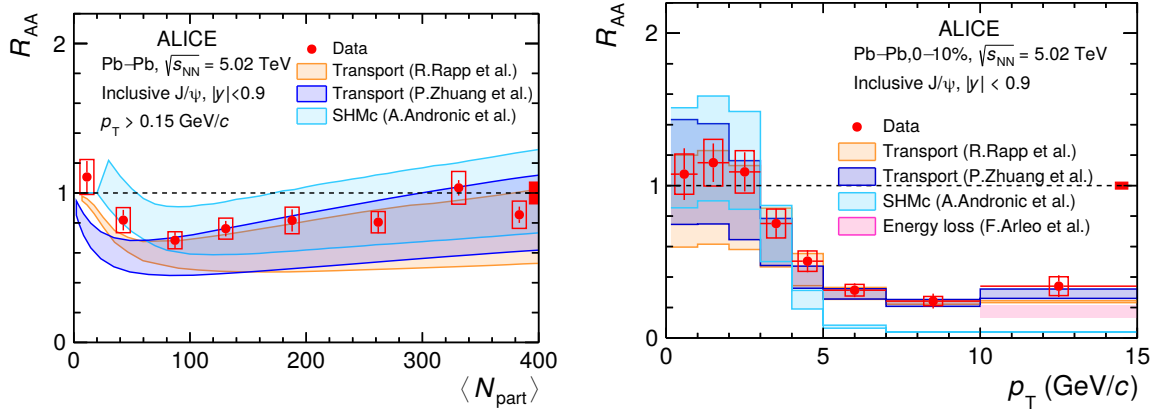 R_AA
2
1
0
ALICE
Pb−Pb, √s_NN = 5.02 TeV
Inclusive J/ψ, |y|<0.9
p_T > 0.15 GeV/c
Data
Transport (R.Rapp et al.)
Transport (P.Zhuang et al.)
SHMc (A.Andronic et al.)
0 100 200 300 400
⟨N_part⟩
R_AA
2
1
0
ALICE
Pb−Pb,0−10%, √s_NN = 5.02 TeV
Inclusive J/ψ, |y| < 0.9
Data
Transport (R.Rapp et al.)
Transport (P.Zhuang et al.)
SHMc (A.Andronic et al.)
Energy loss (F.Arleo et al.)
0 5 10 15
p_T (GeV/c)